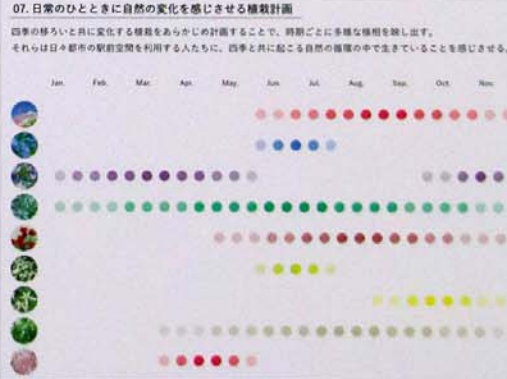 07. 日常のひとときに自然の変化を感じさせる植栽計画
四季の移ろいと共に変化する植栽をあらかじめ計画することで、時期ごとに多様な様相を映し出す。
それらは日々都市の駅前空間を利用する人たちに、四季と共に起こる自然の循環の中で生きていることを感じさせる。
Jan. Feb. Mar. Apr. May. Jun. Jul. Aug. Sep. Oct. Nov.